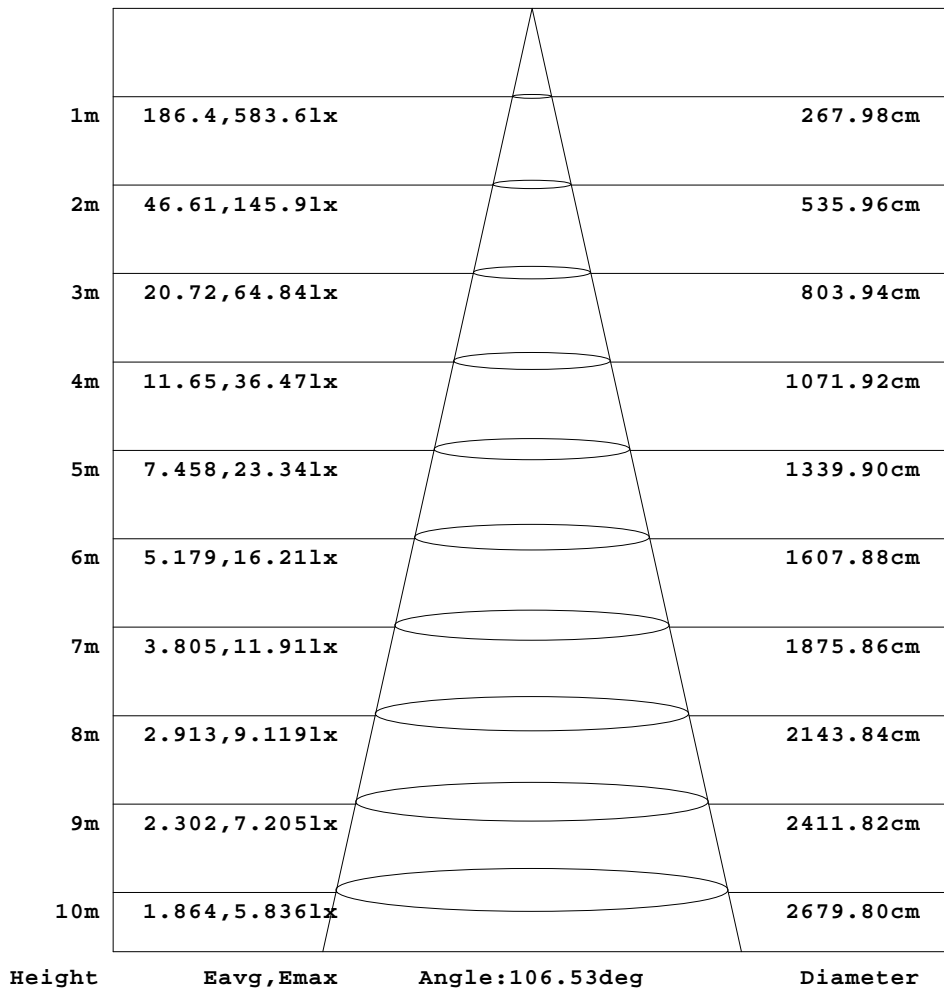 1m 186.4,583.6lx 267.98cm
2m 46.61,145.9lx 535.96cm
3m 20.72,64.84lx 803.94cm
4m 11.65,36.47lx 1071.92cm
5m 7.458,23.34lx 1339.90cm
6m 5.179,16.21lx 1607.88cm
7m 3.805,11.91lx 1875.86cm
8m 2.913,9.119lx 2143.84cm
9m 2.302,7.205lx 2411.82cm
10m 1.864,5.836lx 2679.80cm
Height Eavg,Emax Angle:106.53deg Diameter